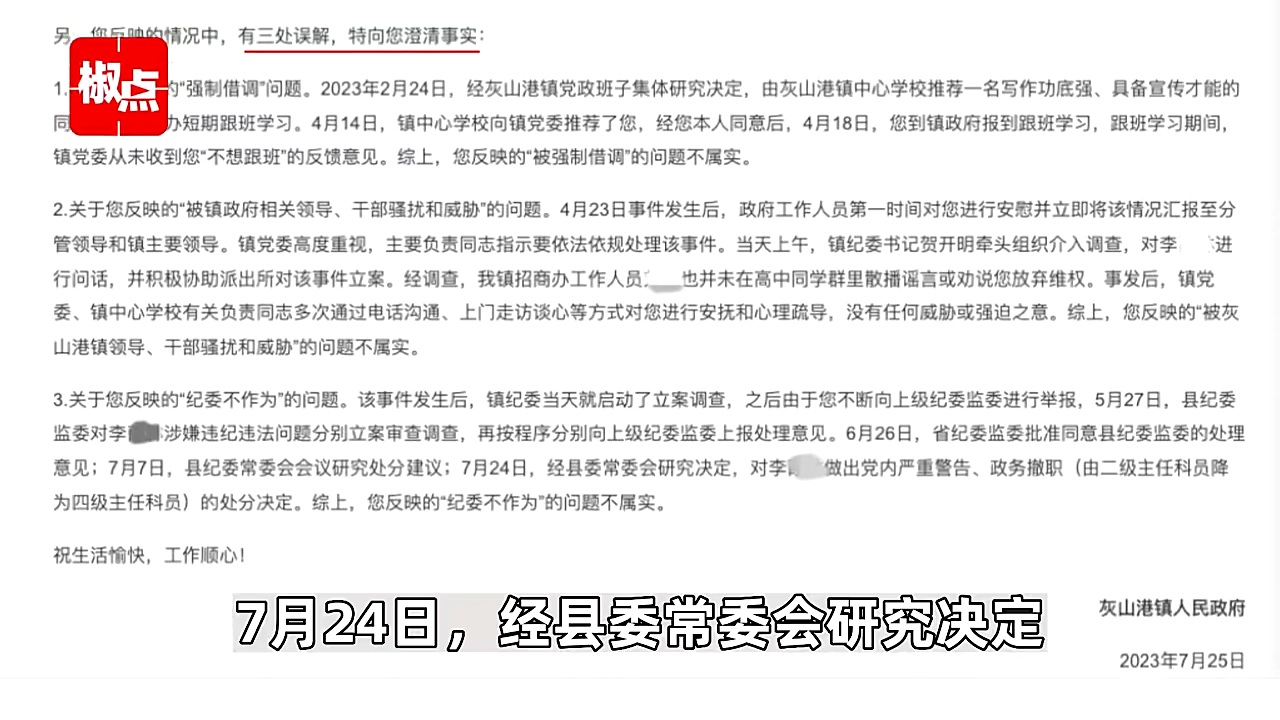 另，您反映的情况中，有三处误解，特向您澄清事实：
椒点
1. 的“强制借调”问题。2023年2月24日，经灰山港镇党政班子集体研究决定，由灰山港镇中心学校推荐一名写作功底强、具备宣传才能的
同 办短期跟班学习。4月14日，镇中心学校向镇党委推荐了您，经您本人同意后，4月18日，您到镇政府报到跟班学习，跟班学习期间，
镇党委从未收到您“不想跟班”的反馈意见。综上，您反映的“被强制借调”的问题不属实。
2.关于您反映的“被镇政府相关领导、干部骚扰和威胁”的问题。4月23日事件发生后，政府工作人员第一时间对您进行安慰并立即将该情况汇报至分
管领导和镇主要领导。镇党委高度重视，主要负责同志指示要依法依规处理该事件。当天上午，镇纪委书记贺开明牵头组织介入调查，对李 进
行问话，并积极协助派出所对该事件立案。经调查，我镇招商办工作人员 也并未在高中同学群里散播谣言或劝说您放弃维权。事发后，镇党
委、镇中心学校有关负责同志多次通过电话沟通、上门走访谈心等方式对您进行安抚和心理疏导，没有任何威胁或强迫之意。综上，您反映的“被灰
山港镇领导、干部骚扰和威胁”的问题不属实。
3.关于您反映的“纪委不作为”的问题。该事件发生后，镇纪委当天就启动了立案调查，之后由于您不断向上级纪委监委进行举报，5月27日，县纪委
监委对李 涉嫌违纪违法问题分别立案审查调查，再按程序分别向上级纪委监委上报处理意见。6月26日，省纪委监委批准同意县纪委监委的处理
意见；7月7日，县纪委常委会会议研究处分建议；7月24日，经县委常委会研究决定，对李 做出党内严重警告、政务撤职（由二级主任科员降
为四级主任科员）的处分决定。综上，您反映的“纪委不作为”的问题不属实。
祝生活愉快，工作顺心！
7月24日，经县委常委会研究决定
灰山港镇人民政府
2023年7月25日